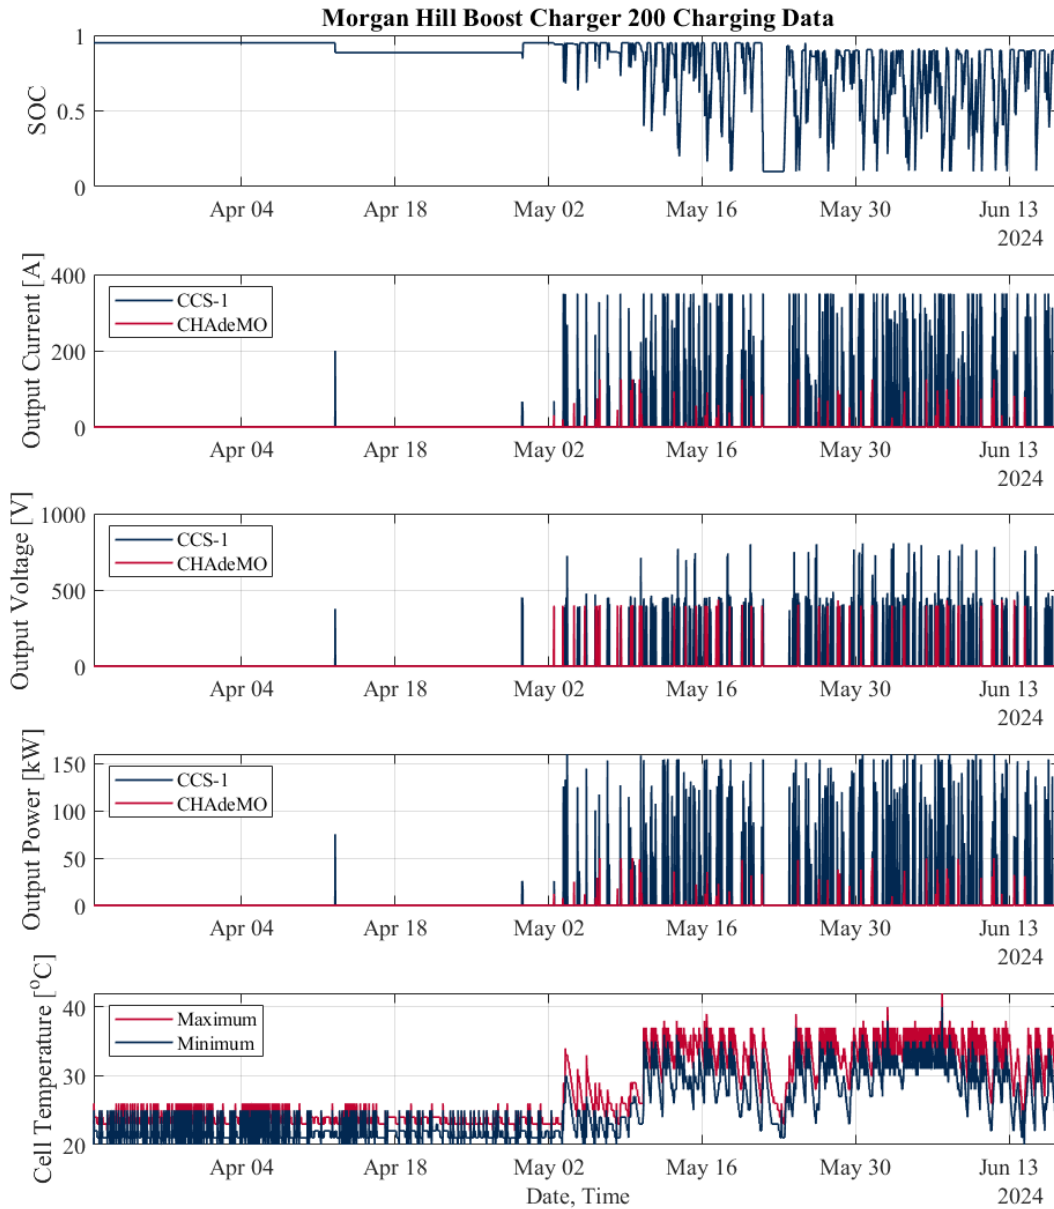 Morgan Hill Boost Charger 200 Charging Data
SOC
1
0.5
0
Apr 04 Apr 18 May 02 May 16 May 30 Jun 13
2024
Output Current [A]
400
200
0
CCS-1
CHAdeMO
Apr 04 Apr 18 May 02 May 16 May 30 Jun 13
2024
Output Voltage [V]
1000
500
0
CCS-1
CHAdeMO
Apr 04 Apr 18 May 02 May 16 May 30 Jun 13
2024
Output Power [kW]
150
100
50
0
CCS-1
CHAdeMO
Apr 04 Apr 18 May 02 May 16 May 30 Jun 13
2024
Cell Temperature [°C]
40
30
20
Maximum
Minimum
Apr 04 Apr 18 May 02 May 16 May 30 Jun 13
Date, Time 2024